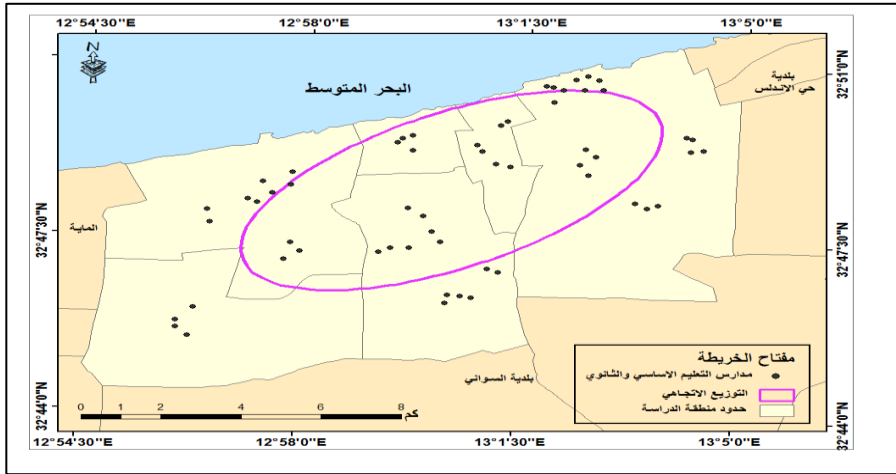 12°54'30"E 12°58'0"E 13°1'30"E 13°5'0"E
N
البحر المتوسط
بلدية
حي الاندلس
32°51'0"N
الماية
32°47'30"N
32°47'30"N
مفتاح الخريطة
مدارس التعليم الاساسي والثانوي
التوزيع الاتجاهي
حدود منطقة الدراسة
بلدية السواني
0 1 2 4 6 8 كم
32°44'0"N
32°44'0"N
12°54'30"E 12°58'0"E 13°1'30"E 13°5'0"E